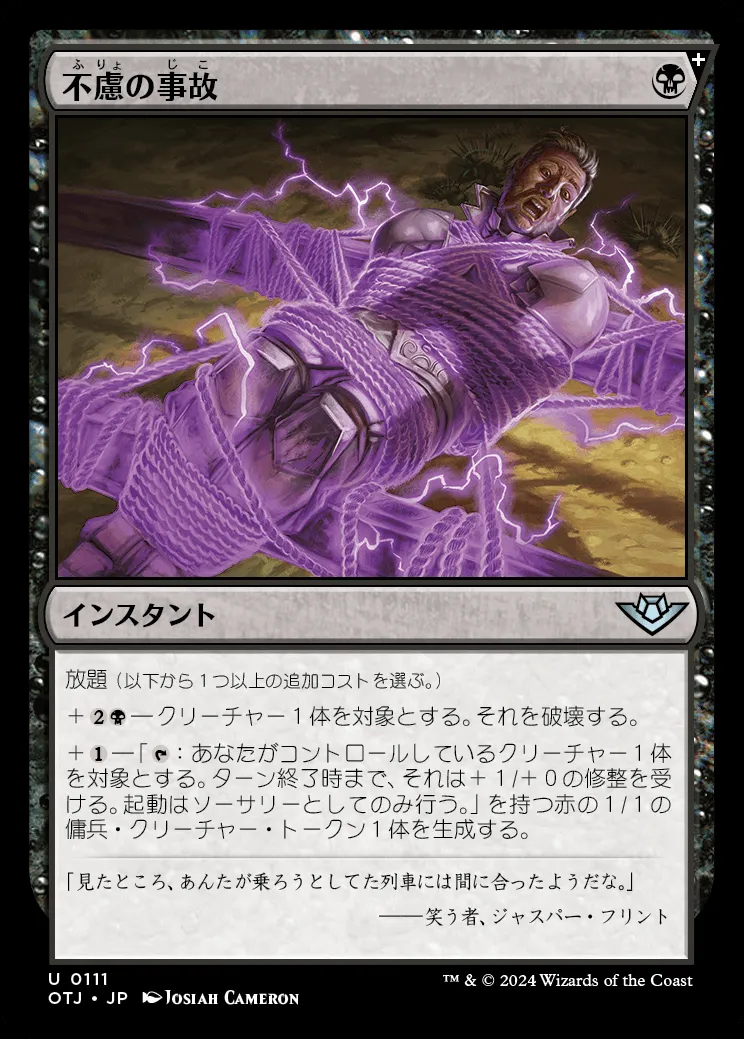 ふりょ じこ
不慮の事故
+
インスタント
放題（以下から１つ以上の追加コストを選ぶ。）
＋2 ―クリーチャー１体を対象とする。それを破壊する。
＋1―「 ：あなたがコントロールしているクリーチャー１体
を対象とする。ターン終了時まで、それは＋１/＋０の修整を受
ける。起動はソーサリーとしてのみ行う。」を持つ赤の１/１の
傭兵・クリーチャー・トークン１体を生成する。
「見たところ、あんたが乗ろうとしてた列車には間に合ったようだな。」
――笑う者、ジャスパー・フリント
U 0111
OTJ • JP Josiah Cameron
™ & © 2024 Wizards of the Coast